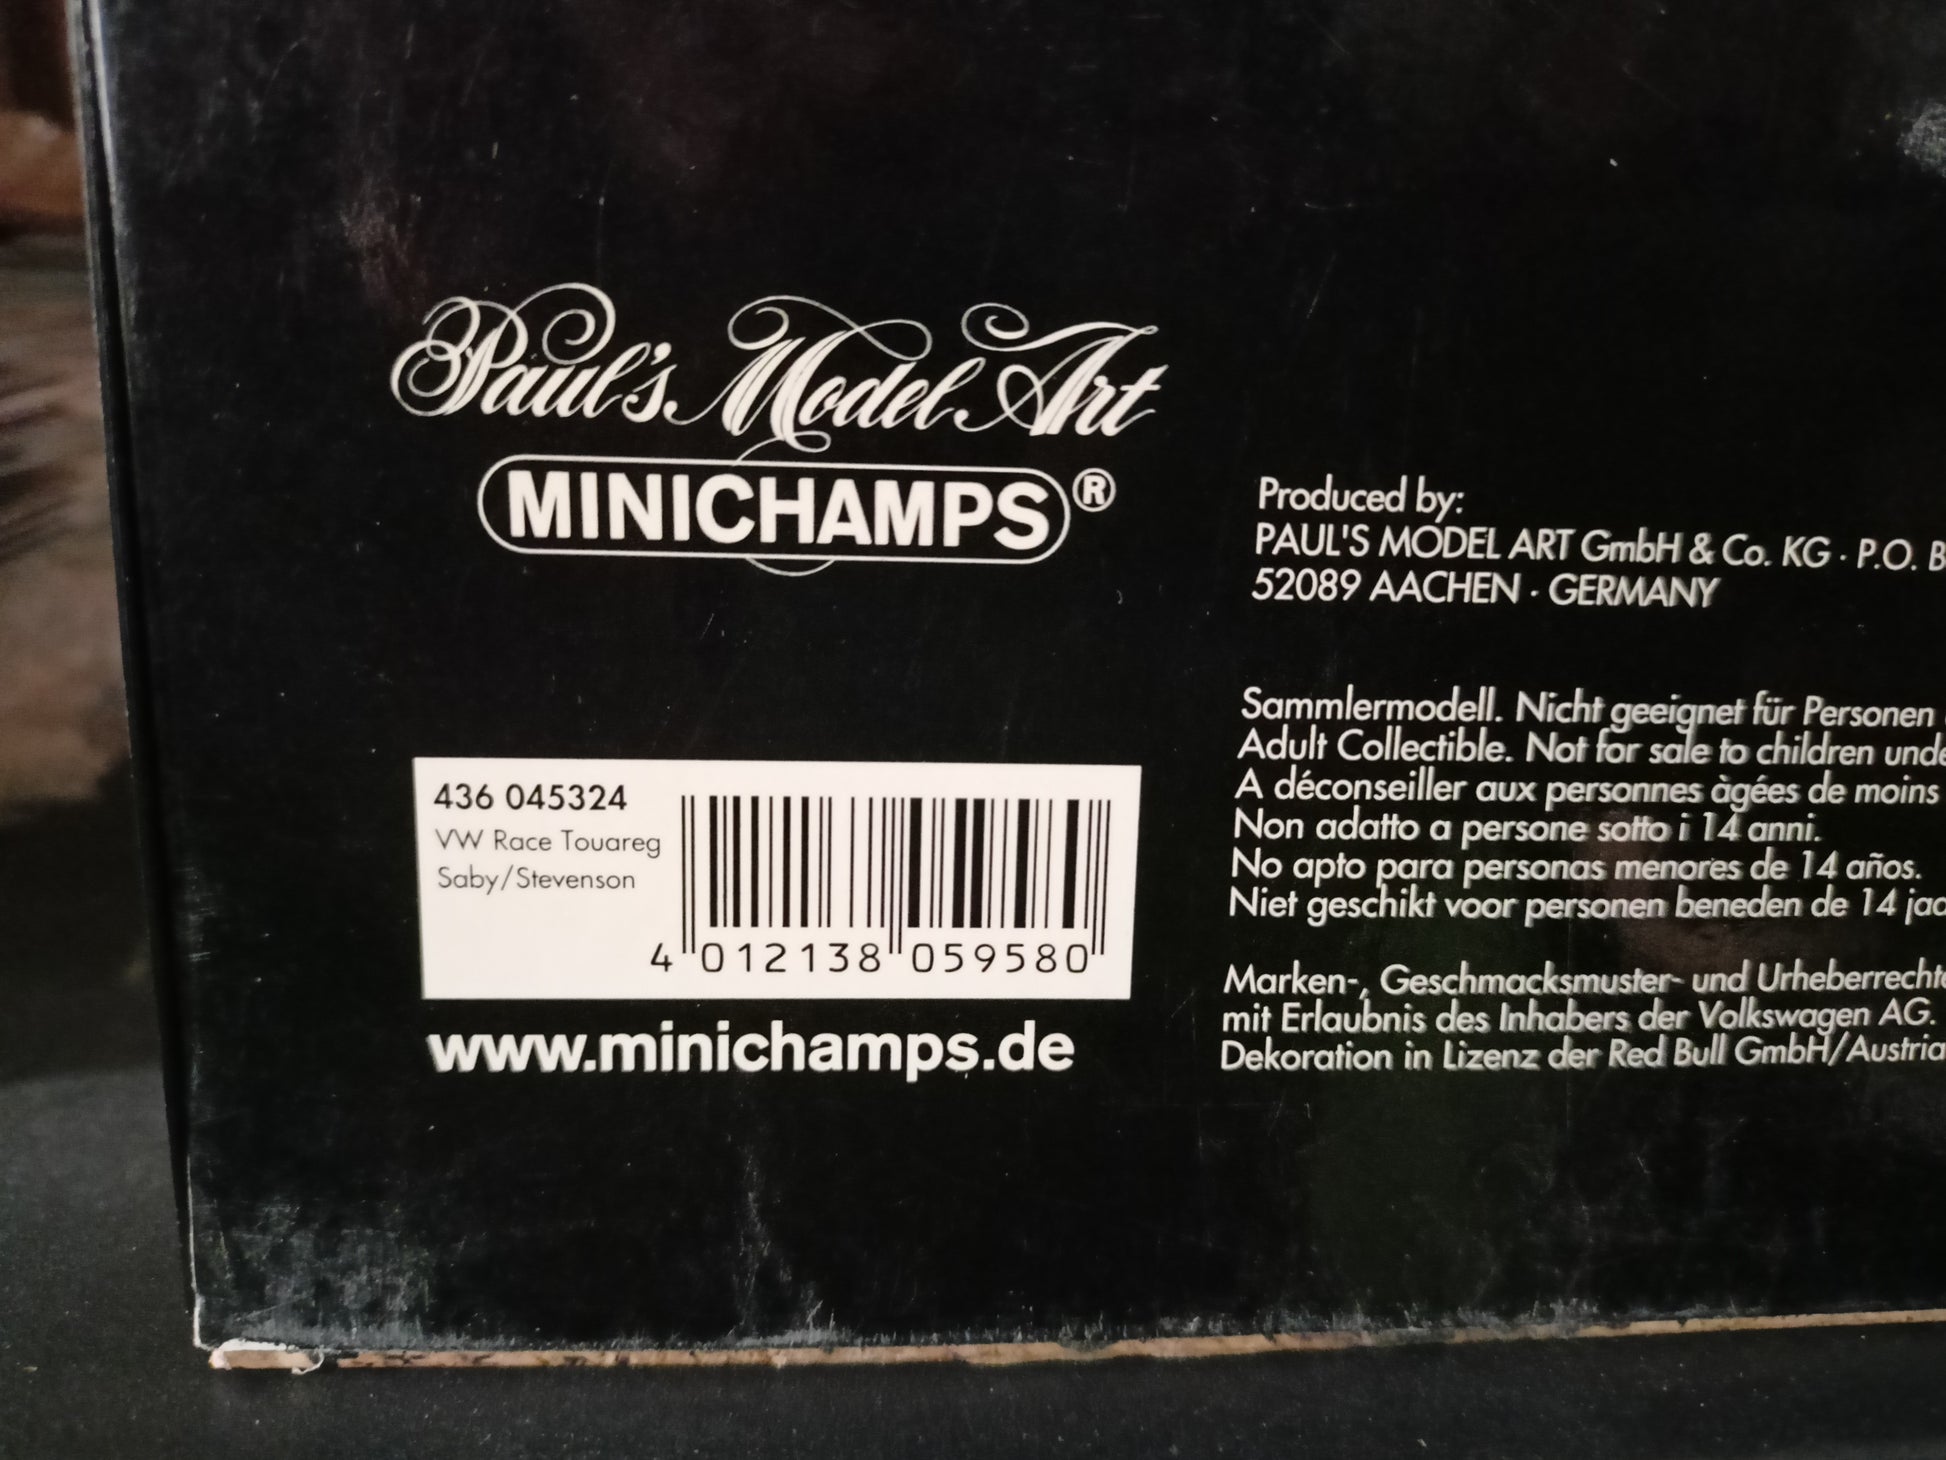 Paul's Model Art
MINICHAMPS®
Produced by:
PAUL'S MODEL ART GmbH & Co. KG · P.O. B
52089 AACHEN · GERMANY
Sammlermodell. Nicht geeignet für Personen
Adult Collectible. Not for sale to children unde
A déconseiller aux personnes àgées de moins
Non adatto a persone sotto i 14 anni.
No apto para personas menores de 14 años.
Niet geschikt voor personen beneden de 14 jaa
Marken-, Geschmacksmuster- und Urheberrechte
mit Erlaubnis des Inhabers der Volkswagen AG.
Dekoration in Lizenz der Red Bull GmbH/Austria
436 045324
VW Race Touareg
Saby/Stevenson
4 012138 059580
www.minichamps.de